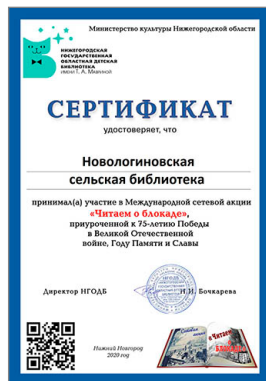 Министерство культуры Нижегородской области
НИЖЕГОРОДСКАЯ
ГОСУДАРСТВЕННАЯ
ОБЛАСТНАЯ ДЕТСКАЯ
БИБЛИОТЕКА
ИМЕНИ Т. А. МАВРИНОЙ
СЕРТИФИКАТ
удостоверяет, что
Новологиновская
сельская библиотека
принимал(а) участие в Международной сетевой акции
«Читаем о блокаде»,
приуроченной к 75-летию Победы
в Великой Отечественной
войне, Году Памяти и Славы
Директор НГОДБ
Н.И. Бочкарева
Нижний Новгород
2020 год
Читаем